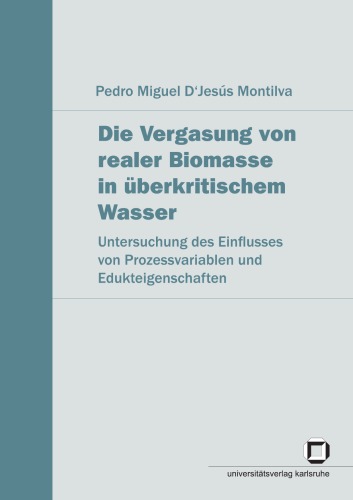 Pedro Miguel D'Jesús Montilva
Die Vergasung von
realer Biomasse
in überkritischem
Wasser
Untersuchung des Einflusses
von Prozessvariablen und
Edukteigenschaften
universitätsverlag karlsruhe